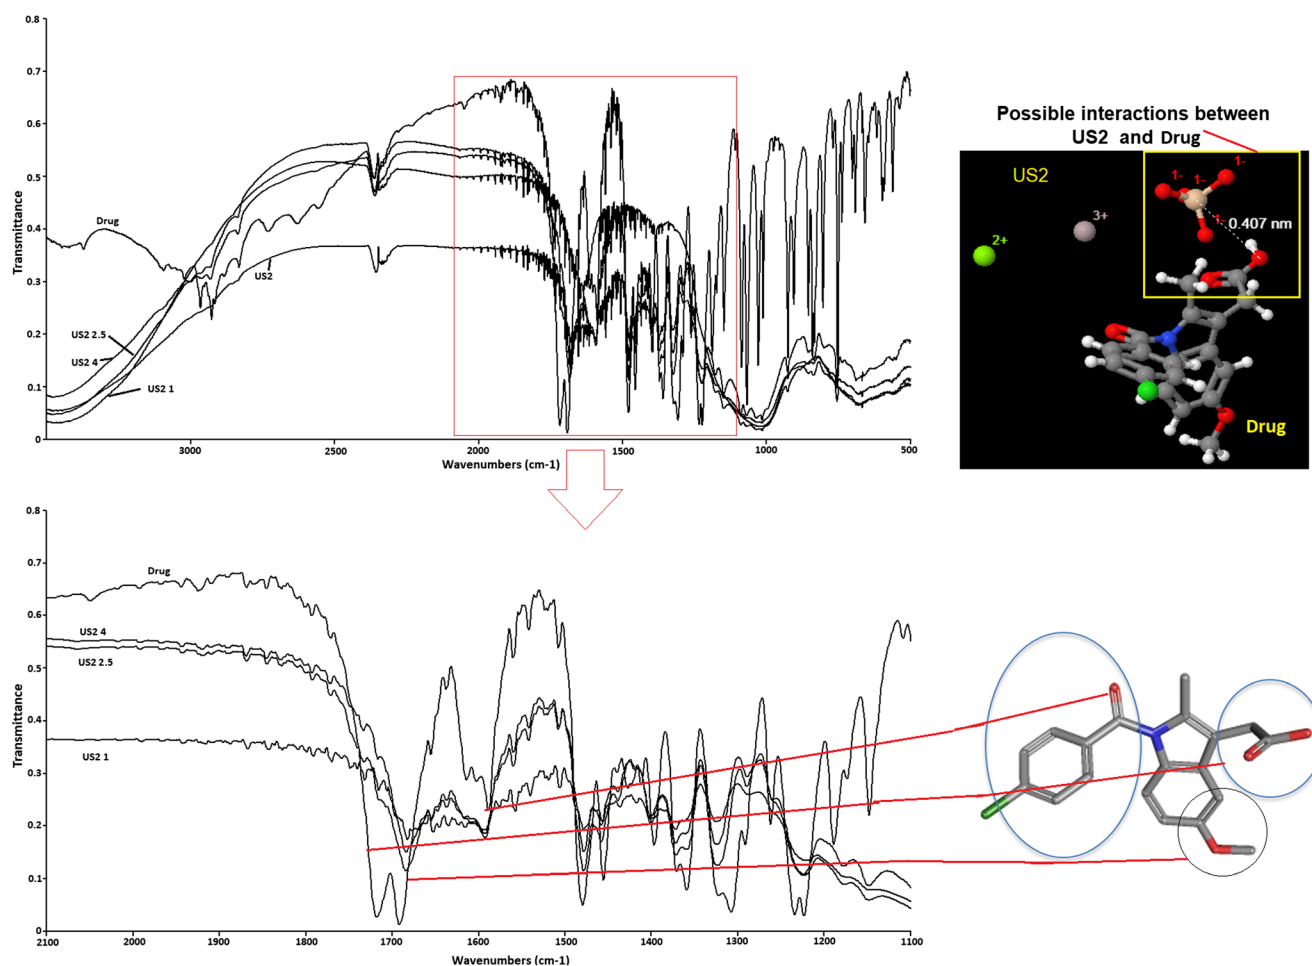 0.8
0.7
0.6
0.5
0.4
0.3
0.2
0.1
0
Transmittance
Drug
US2
US2 2.5
US2 4
US2 1
3000
2500
2000
1500
1000
500
Wavenumbers (cm-1)
Possible interactions between
US2 and Drug
US2
2+
3+
1-
1-
1-
1-
0.407 nm
Drug
0.8
0.7
0.6
0.5
0.4
0.3
0.2
0.1
0
Transmittance
Drug
US2 4
US2 2.5
US2 1
2100
2000
1900
1800
1700
1600
1500
1400
1300
1200
1100
Wavenumbers (cm-1)